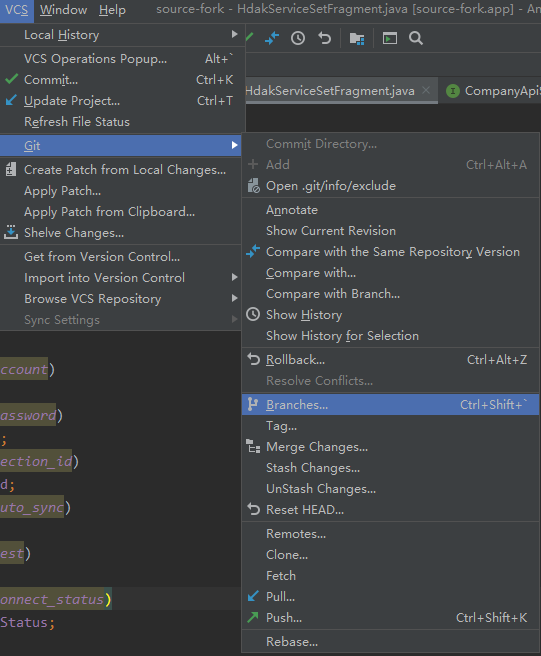 VCS Window Help source-fork - HdakServiceSetFragment.java [source-fork.app] - An
Local History
VCS Operations Popup... Alt+`
Commit... Ctrl+K
Update Project... Ctrl+T
Refresh File Status
Git
Create Patch from Local Changes...
Apply Patch...
Apply Patch from Clipboard...
Shelve Changes...
Get from Version Control...
Import into Version Control
Browse VCS Repository
Sync Settings
HdakServiceSetFragment.java CompanyApiS
Commit Directory...
Add Ctrl+Alt+A
Open .git/info/exclude
Annotate
Show Current Revision
Compare with the Same Repository Version
Compare with...
Compare with Branch...
Show History
Show History for Selection
Rollback... Ctrl+Alt+Z
Resolve Conflicts...
Branches... Ctrl+Shift+`
Tag...
Merge Changes...
Stash Changes...
UnStash Changes...
Reset HEAD...
Remotes...
Clone...
Fetch
Pull...
Push... Ctrl+Shift+K
Rebase...
ccount)
assword)
;
ection_id)
d;
uto_sync)
est)
onnect_status)
Status;